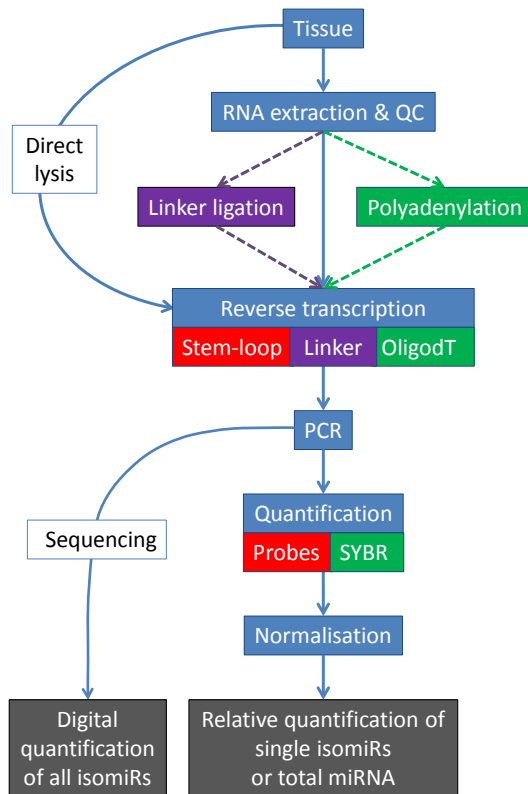 Tissue
RNA extraction & QC
Direct
lysis
Linker ligation
Polyadenylation
Reverse transcription
Stem-loop
Linker
OligodT
PCR
Quantification
Sequencing
Probes
SYBR
Normalisation
Digital
quantification
of all isomiRs
Relative quantification of
single isomiRs
or total miRNA